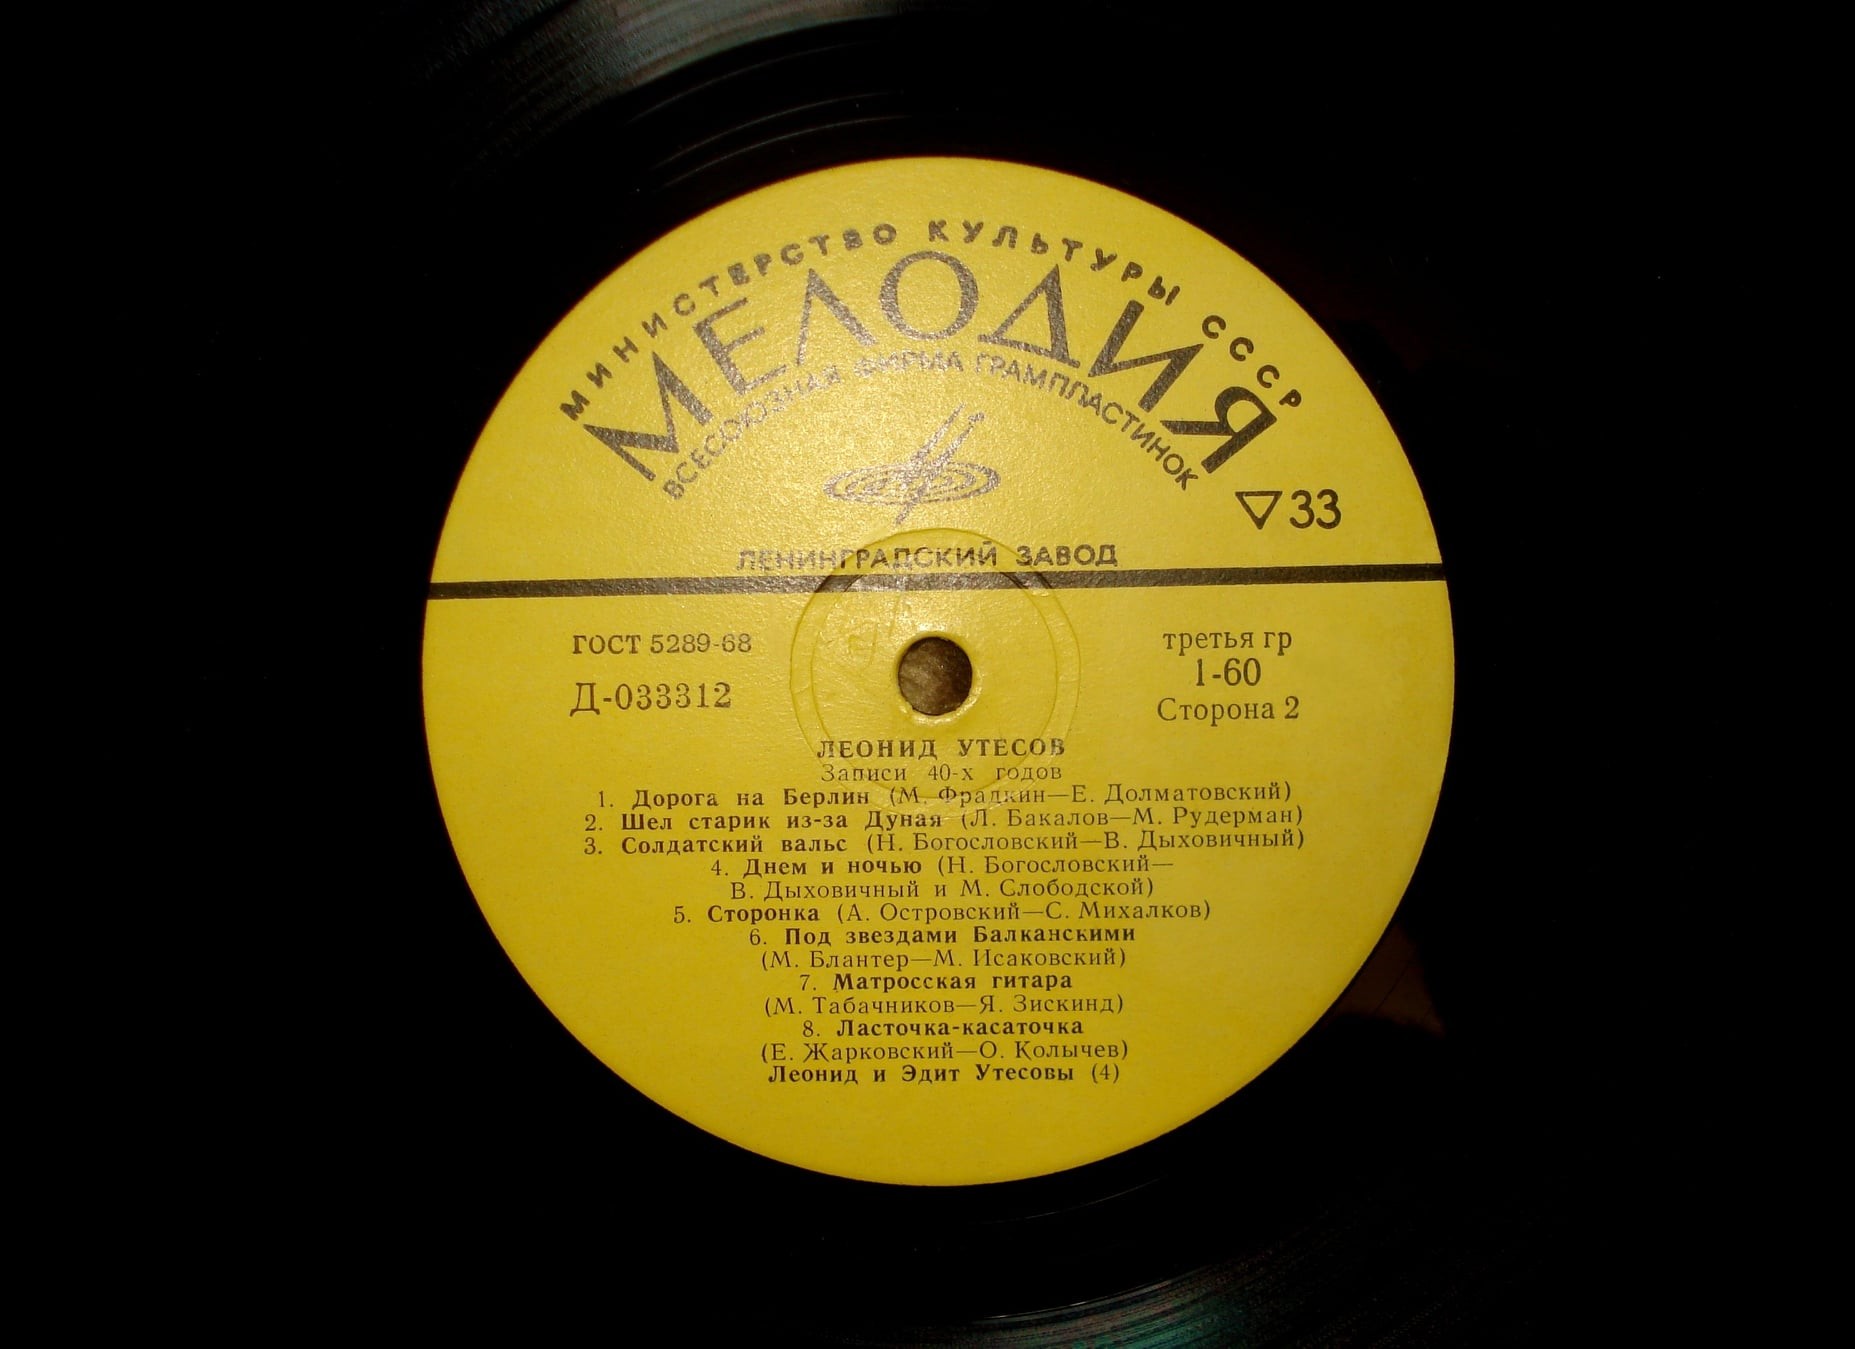 МИНИСТЕРСТВО КУЛЬТУРЫ СССР
МЕЛОДИЯ
ВСЕСОЮЗНАЯ ФИРМА ГРАМПЛАСТИНОК
▽33
ЛЕНИНГРАДСКИЙ ЗАВОД
ГОСТ 5289-68
Д-033312
третья гр
1-60
Сторона 2
ЛЕОНИД УТЕСОВ
Записи 40-х годов
1. Дорога на Берлин (М. Фрадкин—Е. Долматовский)
2. Шел старик из-за Дуная (Л. Бакалов—М. Рудерман)
3. Солдатский вальс (Н. Богословский—В. Дыховичный)
4. Днем и ночью (Н. Богословский—
В. Дыховичный и М. Слободской)
5. Сторонка (А. Островский—С. Михалков)
6. Под звездами Балканскими
(М. Блантер—М. Исаковский)
7. Матросская гитара
(М. Табачников—Я. Зискинд)
8. Ласточка-касаточка
(Е. Жарковский—О. Колычев)
Леонид и Эдит Утесовы (4)